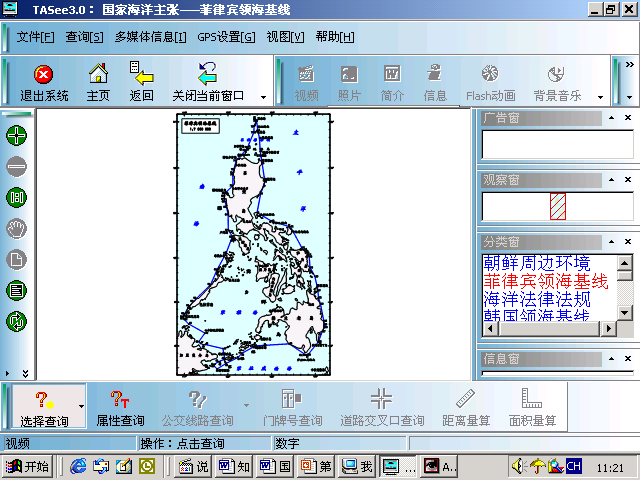 TASee3.0： 国家海洋主张──菲律宾领海基线
文件[F] 查询[S] 多媒体信息[I] GPS设置[G] 视图[V] 帮助[H]
退出系统 主页 返回 关闭当前窗口 视频 照片 简介 信息 Flash动画 背景音乐
广告窗
观察窗
分类窗
朝鲜周边环境
菲律宾领海基线
海洋法律法规
韩国领海基线
信息窗
选择查询 属性查询 公交线路查询 门牌号查询 道路交叉口查询 距离量算 面积量算
视频 操作：点击查询 数字
开始 说 知 国 第 我 ... A.. CH 11:21